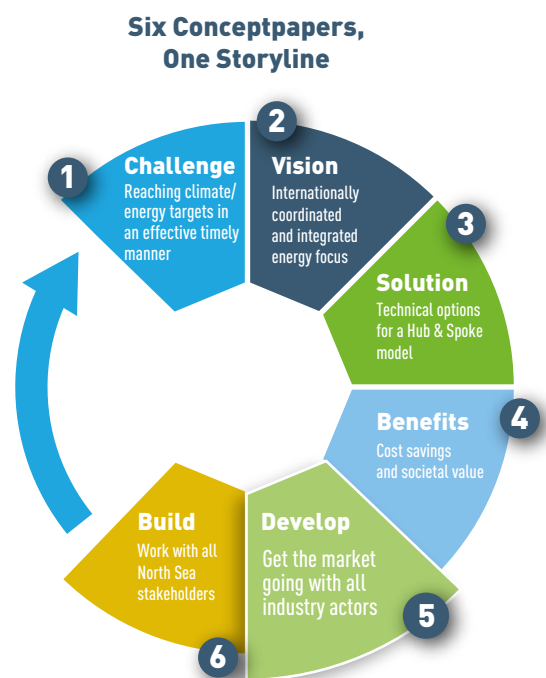 Six Conceptpapers,
One Storyline
1
Challenge
Reaching climate/
energy targets in
an effective timely
manner
2
Vision
Internationally
coordinated
and integrated
energy focus
3
Solution
Technical options
for a Hub & Spoke
model
4
Benefits
Cost savings
and societal value
5
Develop
Get the market
going with all
industry actors
6
Build
Work with all
North Sea
stakeholders